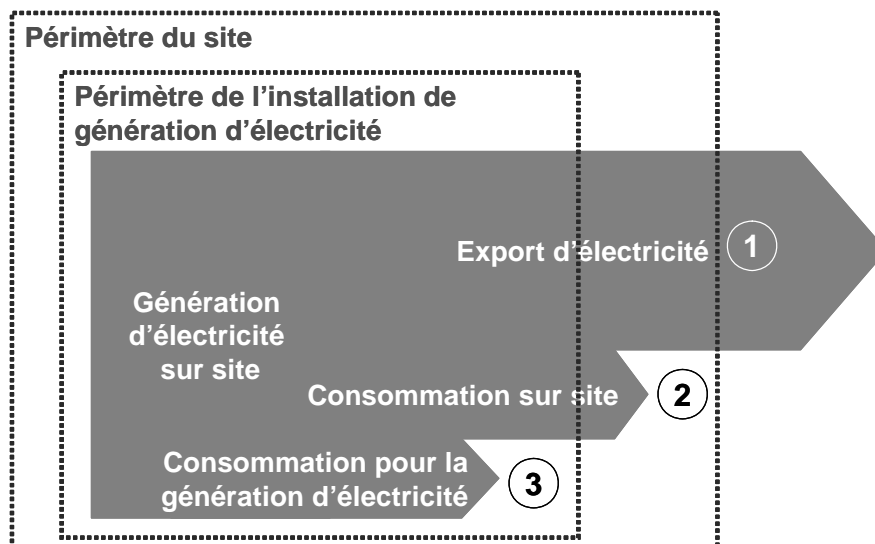 Périmètre du site
Périmètre de l’installation de
génération d’électricité
Export d’électricité 1
Génération
d’électricité
sur site
Consommation sur site 2
Consommation pour la
génération d’électricité 3